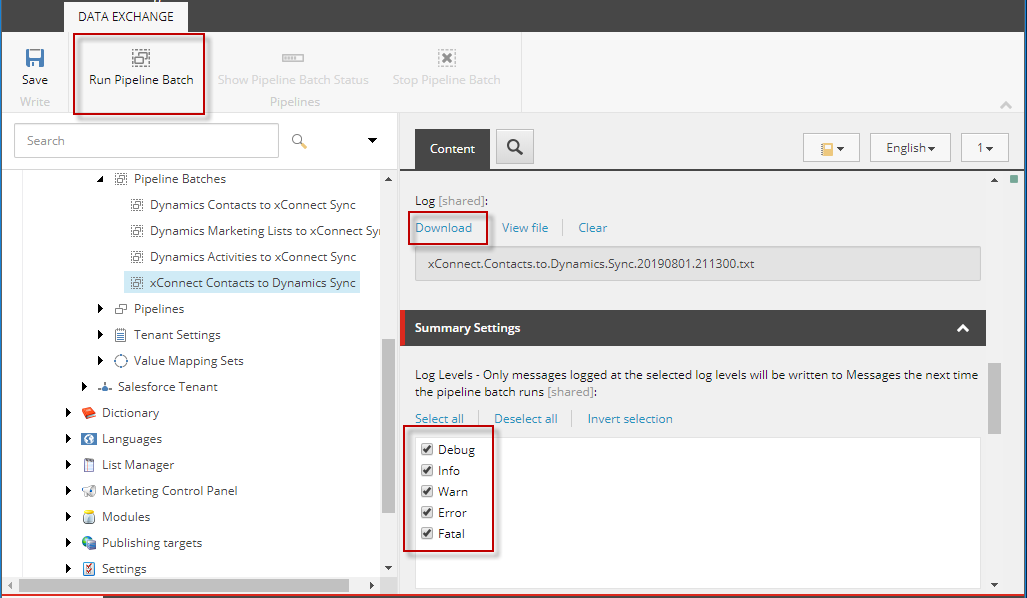 DATA EXCHANGE
Save
Write
Run Pipeline Batch
Show Pipeline Batch Status
Stop Pipeline Batch
Pipelines
Search
Pipeline Batches
Dynamics Contacts to xConnect Sync
Dynamics Marketing Lists to xConnect Sy
Dynamics Activities to xConnect Sync
xConnect Contacts to Dynamics Sync
Pipelines
Tenant Settings
Value Mapping Sets
Salesforce Tenant
Dictionary
Languages
List Manager
Marketing Control Panel
Modules
Publishing targets
Settings
Content
English
1
Log [shared]:
Download View file Clear
xConnect.Contacts.to.Dynamics.Sync.20190801.211300.txt
Summary Settings
Log Levels - Only messages logged at the selected log levels will be written to Messages the next time
the pipeline batch runs [shared]:
Select all Deselect all Invert selection
Debug
Info
Warn
Error
Fatal